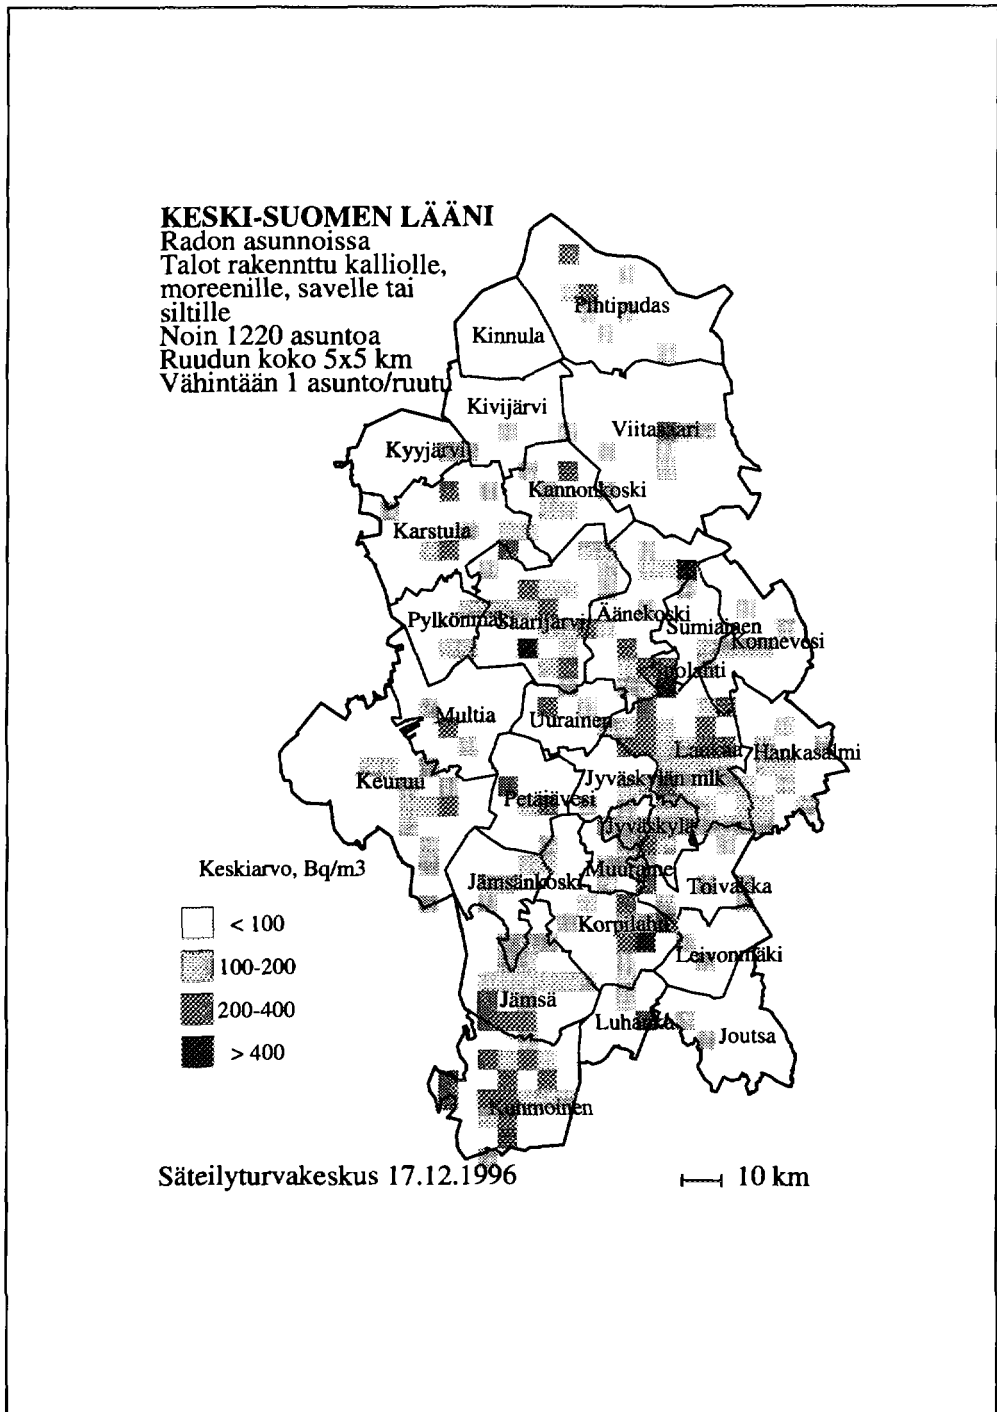 KESKI-SUOMEN LÄÄNI
Radon asunnoissa
Talot rakennttu kalliolle,
moreenille, savelle tai
siltille
Noin 1220 asuntoa
Ruudun koko 5x5 km
Vähintään 1 asunto/ruutu
Pihtipudas
Kinnula
Kivijärvi
Viitasaari
Kyyjärvi
Kannonkoski
Karstula
Pylkönmäki
Saarijärvi
Äänekoski
Sumiainen
Konnevesi
Suolahti
Multia
Uurainen
Laukaa
Hankasalmi
Keuruu
Jyväskylän mlk
Petäjävesi
Jyväskylä
Keskiarvo, Bq/m3
Jämsänkoski
Muurame
Toivakka
< 100
Korpilahti
Leivonmäki
100-200
Jämsä
200-400
Luhanka
Joutsa
> 400
Kuhmoinen
Säteilyturvakeskus 17.12.1996
10 km